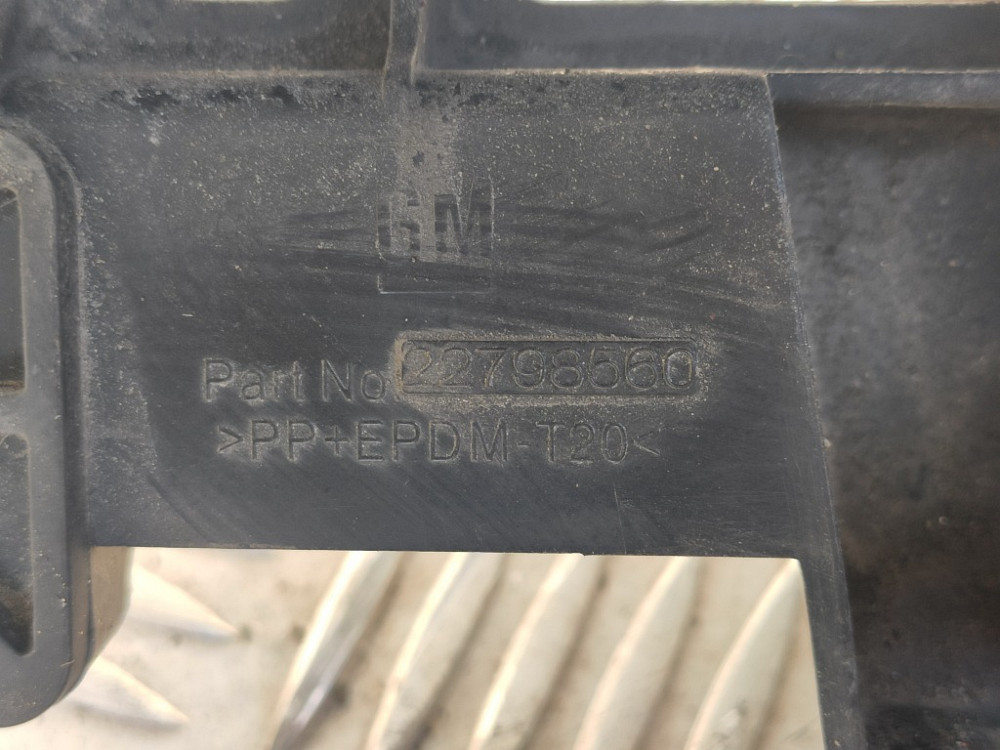 GM
Part No 22798560
>PP+EPDM-T20<